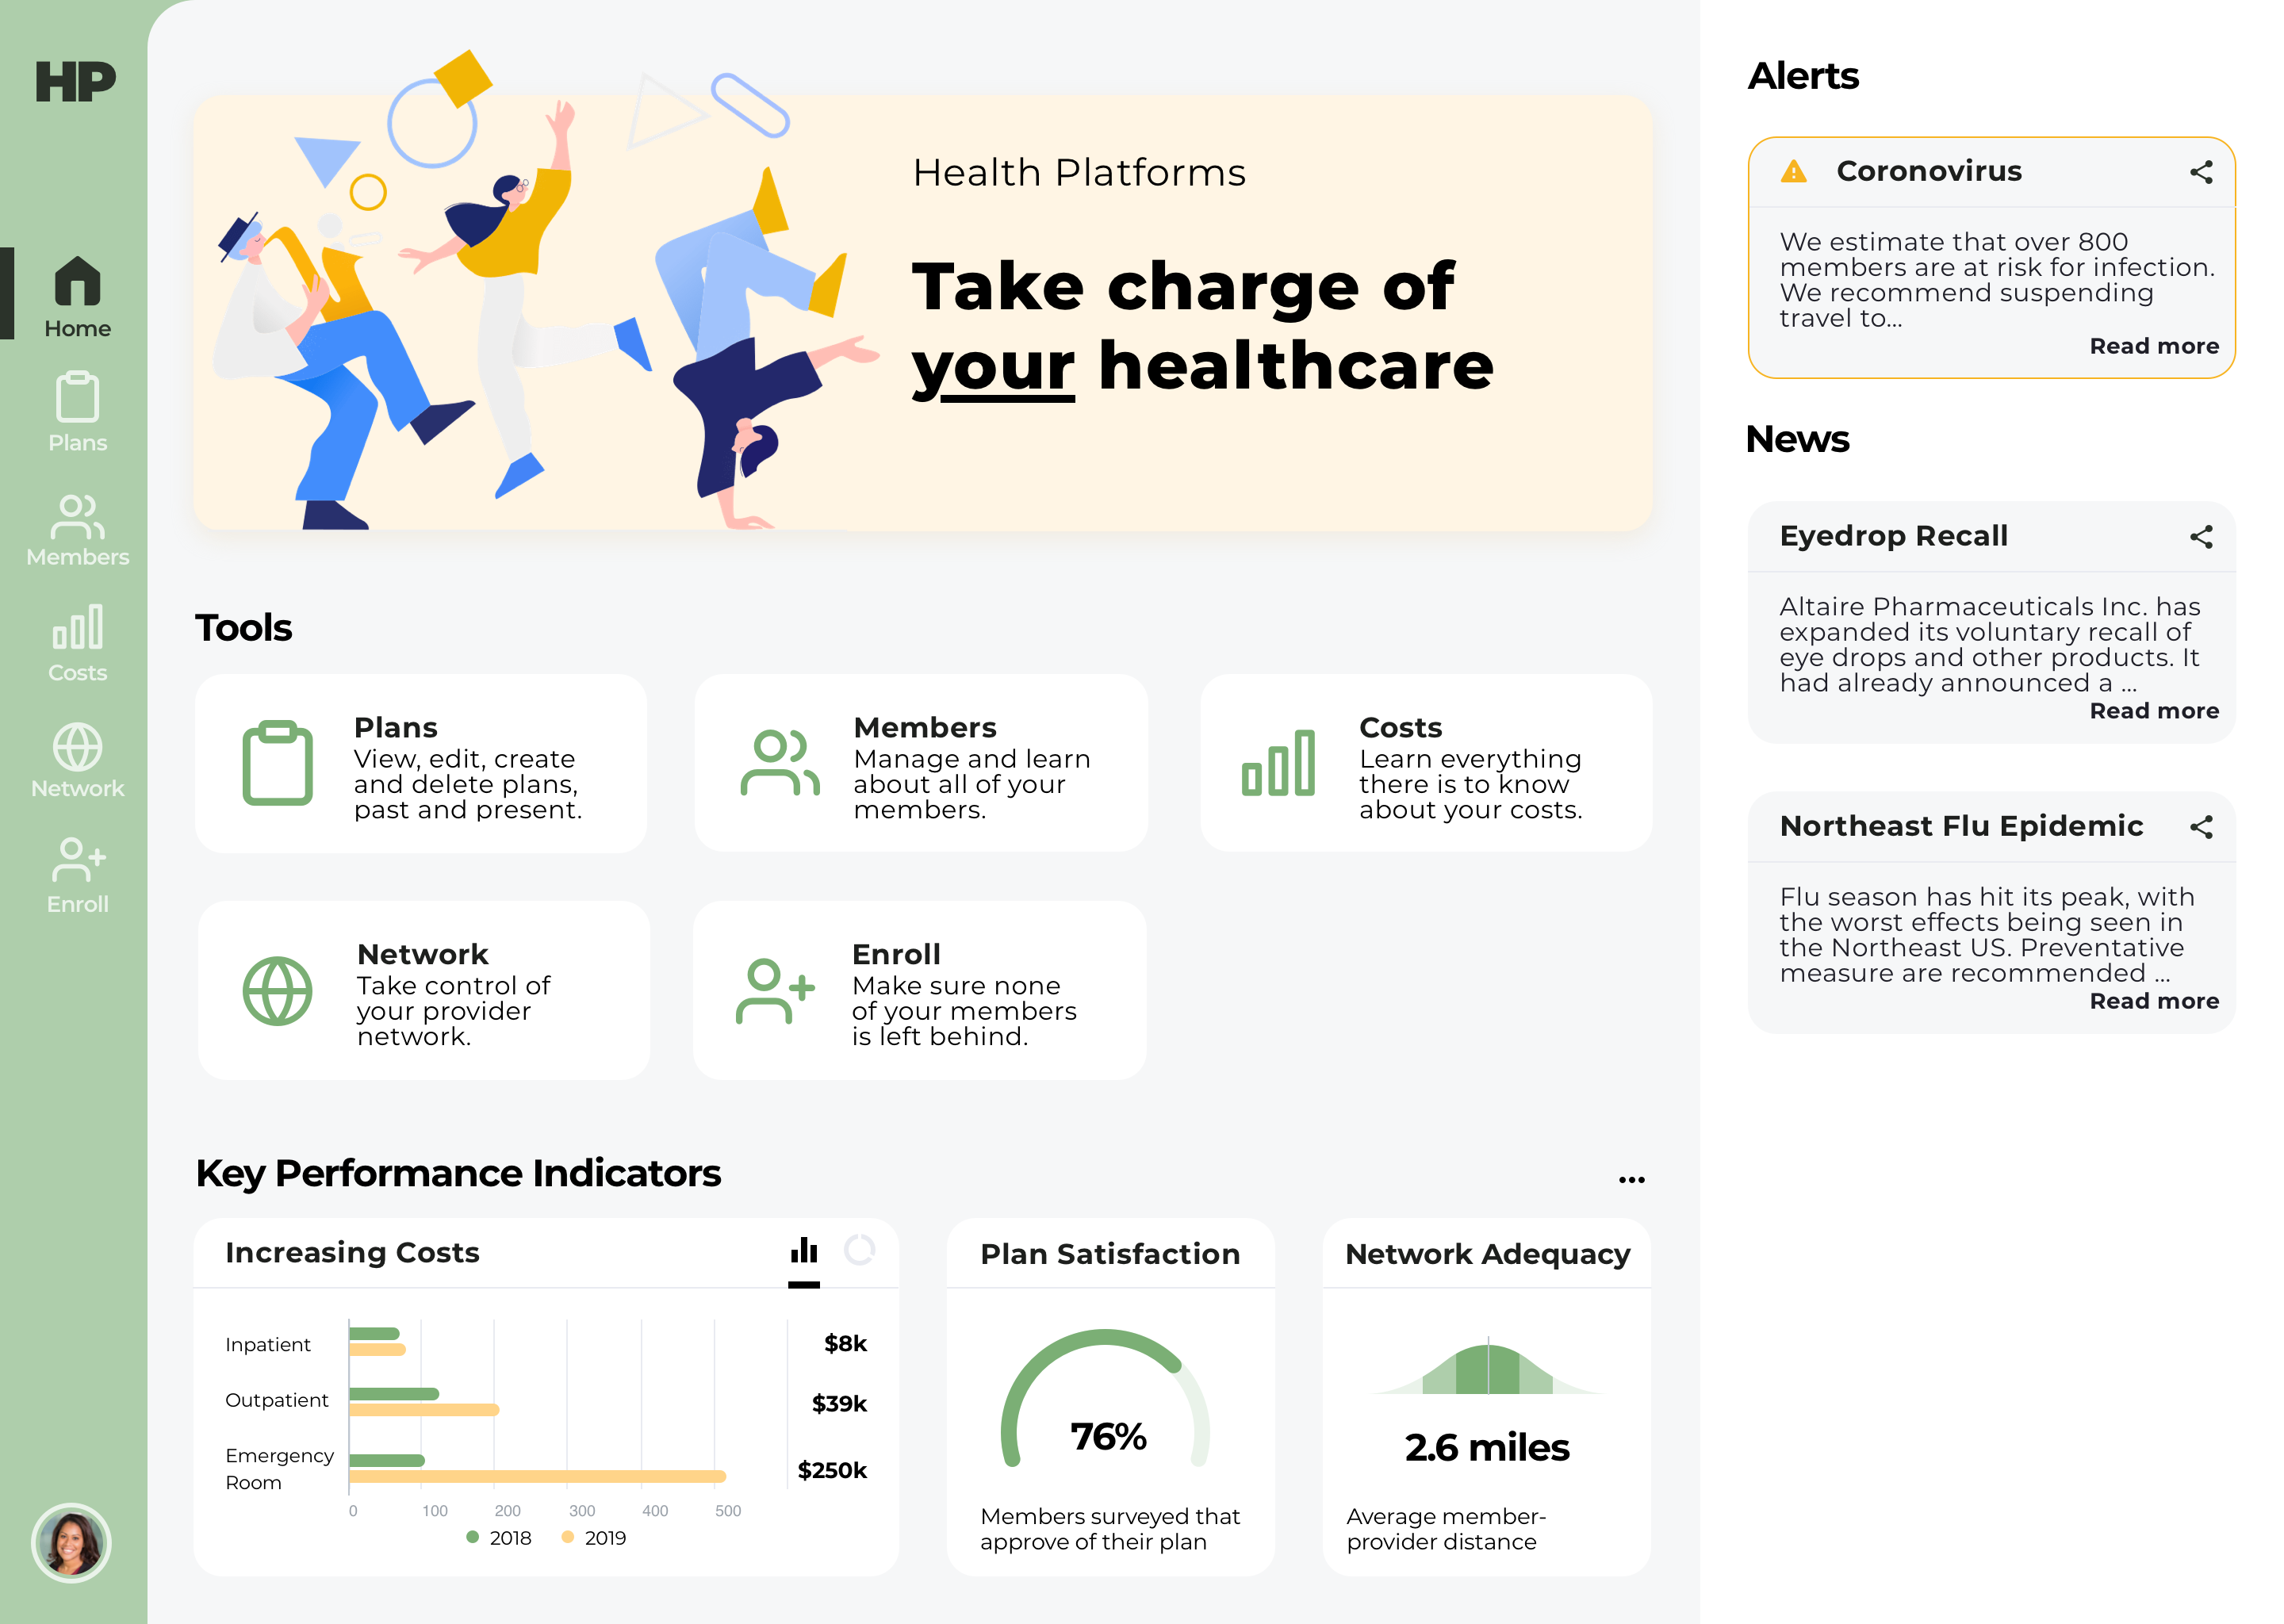 HP
Home
Plans
Members
Costs
Network
Enroll
Health Platforms
Take charge of
your healthcare
Tools
Plans
View, edit, create
and delete plans,
past and present.
Members
Manage and learn
about all of your
members.
Costs
Learn everything
there is to know
about your costs.
Network
Take control of
your provider
network.
Enroll
Make sure none
of your members
is left behind.
Key Performance Indicators
Increasing Costs
Inpatient
$8k
Outpatient
$39k
Emergency
Room
$250k
0 100 200 300 400 500
2018 2019
Plan Satisfaction
76%
Members surveyed that
approve of their plan
Network Adequacy
2.6 miles
Average member-
provider distance
Alerts
Coronovirus
We estimate that over 800
members are at risk for infection.
We recommend suspending
travel to...
Read more
News
Eyedrop Recall
Altaire Pharmaceuticals Inc. has
expanded its voluntary recall of
eye drops and other products. It
had already announced a ...
Read more
Northeast Flu Epidemic
Flu season has hit its peak, with
the worst effects being seen in
the Northeast US. Preventative
measure are recommended ...
Read more